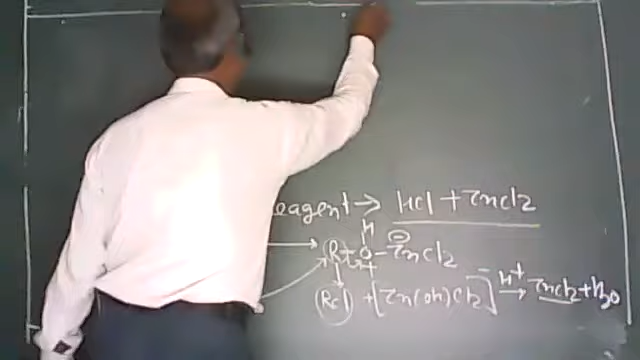 eagent → HCl + ZnCl2
H
R+O-ZnCl2
RCl + [Zn(OH)Cl2]⁻ H⁺→ ZnCl2 + H2O